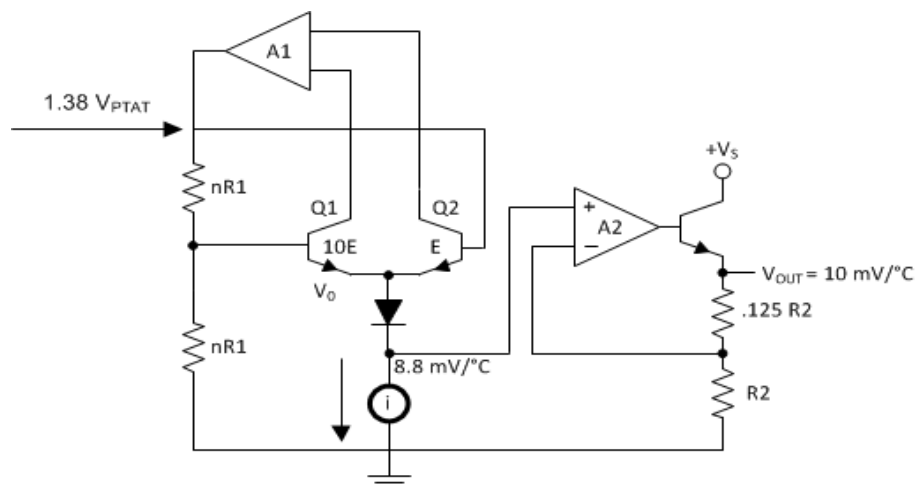 A1
1.38 VPTAT
+VS
nR1
Q1
Q2
10E
E
A2
+
−
V0
VOUT = 10 mV/°C
.125 R2
nR1
8.8 mV/°C
i
R2